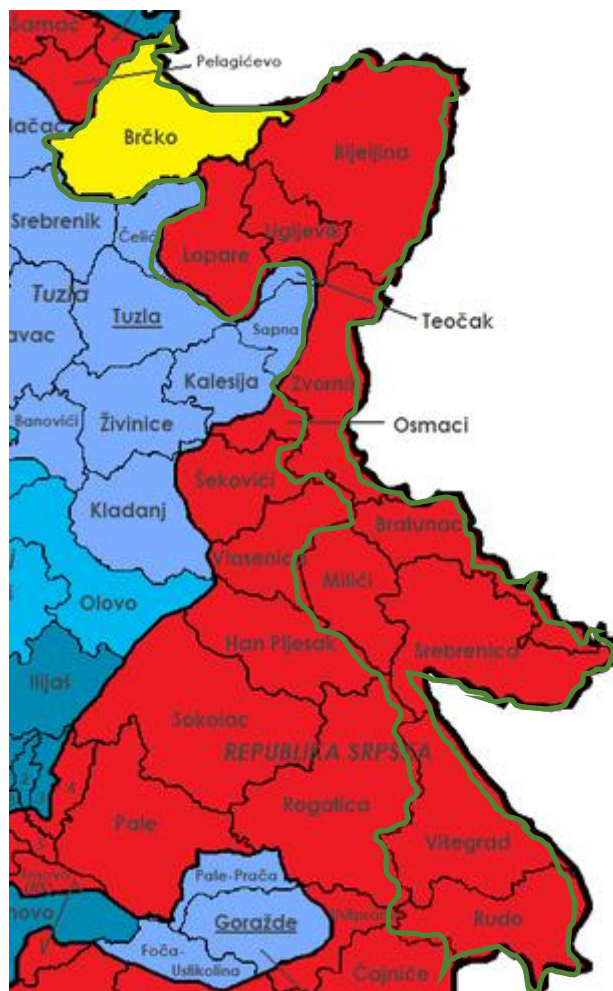 Šamac
Pelagićevo
Brčko
Bijeljina
Srebrenik
Čelić
Lopare
Ugljevik
Tuzla
Tuzla
Sapna
Teočak
Kalesija
Zvornik
Banovići
Živinice
Osmaci
Šekovići
Kladanj
Bratunac
Vlasenica
Milići
Olovo
Han Pijesak
Srebrenica
Ilijaš
Sokolac
REPUBLIKA SRPSKA
4
Rogatica
Pale
Višegrad
Pale-Prača
Goražde
Rudo
Foča-
Ustikolina
Čajniče